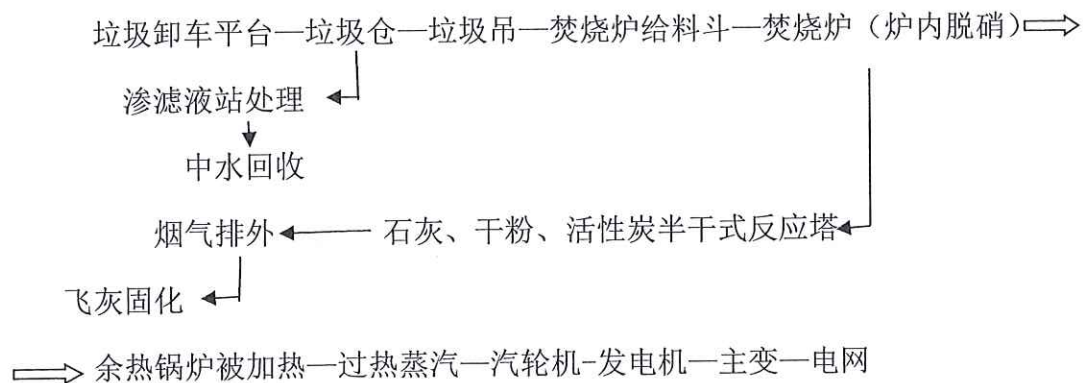 垃圾卸车平台—垃圾仓—垃圾吊—焚烧炉给料斗—焚烧炉（炉内脱硝）
渗滤液站处理
中水回收
烟气排外 石灰、干粉、活性炭半干式反应塔
飞灰固化
余热锅炉被加热—过热蒸汽—汽轮机-发电机—主变—电网